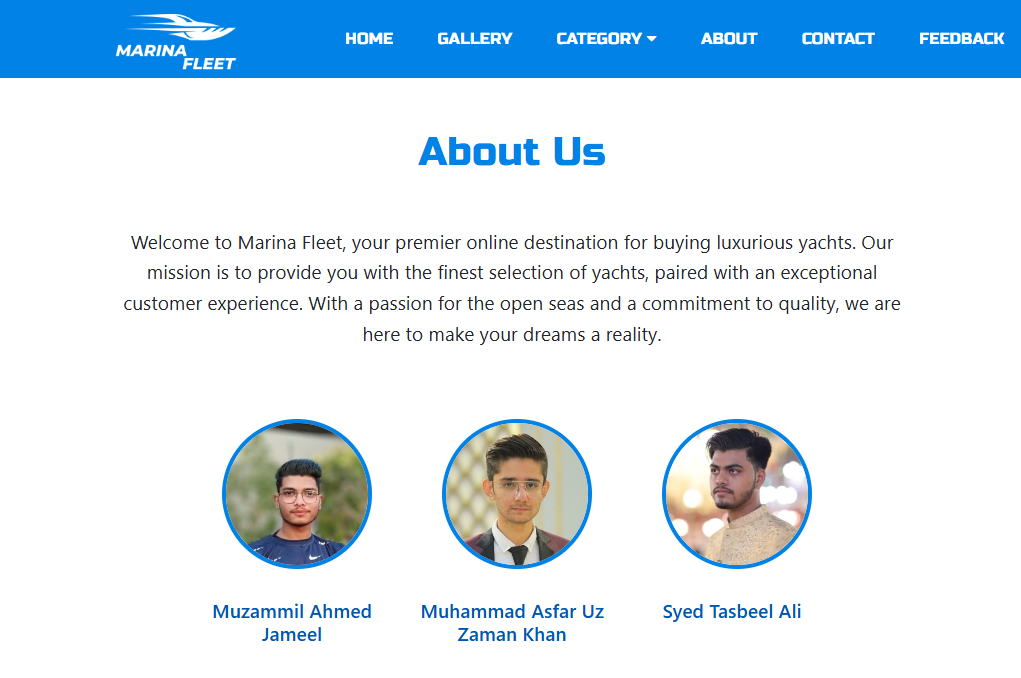 MARINA
FLEET
HOME GALLERY CATEGORY ABOUT CONTACT FEEDBACK
About Us
Welcome to Marina Fleet, your premier online destination for buying luxurious yachts. Our
mission is to provide you with the finest selection of yachts, paired with an exceptional
customer experience. With a passion for the open seas and a commitment to quality, we are
here to make your dreams a reality.
Muzammil Ahmed
Jameel
Muhammad Asfar Uz
Zaman Khan
Syed Tasbeel Ali